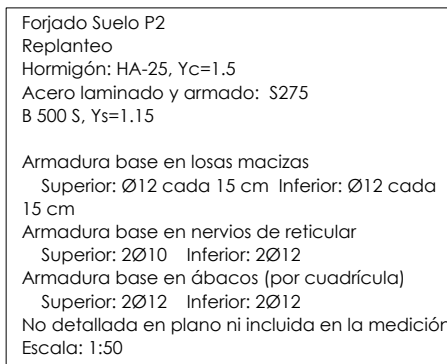 Forjado Suelo P2
Replanteo
Hormigón: HA-25, Yc=1.5
Acero laminado y armado: S275
B 500 S, Ys=1.15
Armadura base en losas macizas
Superior: Ø12 cada 15 cm Inferior: Ø12 cada
15 cm
Armadura base en nervios de reticular
Superior: 2Ø10 Inferior: 2Ø12
Armadura base en ábacos (por cuadrícula)
Superior: 2Ø12 Inferior: 2Ø12
No detallada en plano ni incluida en la medición
Escala: 1:50